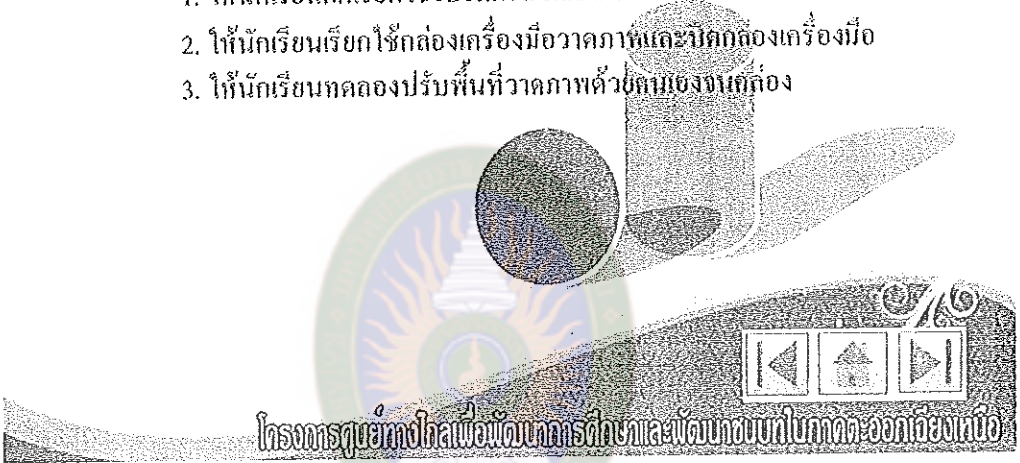 2. ให้นักเรียนเรียกใช้กล่องเครื่องมือวาดภาพและปิดกล่องเครื่องมือ
3. ให้นักเรียนทดลองปรับพื้นที่วาดภาพด้วยตนเองจนคล่อง
โครงการศูนย์ทางไกลเพื่อพัฒนาการศึกษาและพัฒนาชนบทในภาคตะวันออกเฉียงเหนือ